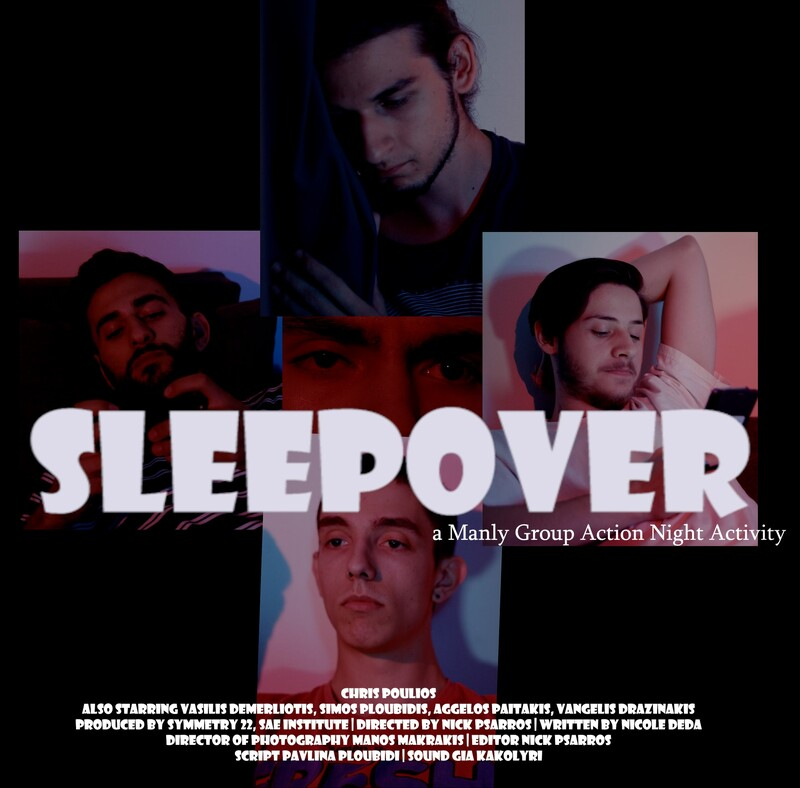 SLEEPOVER
a Manly Group Action Night Activity
CHRIS POULIOS
ALSO STARRING VASILIS DEMERLIOTIS, SIMOS PLOUBIDIS, AGGELOS PAITAKIS, VANGELIS DRAZINAKIS
PRODUCED BY SYMMETRY 22, SAE INSTITUTE | DIRECTED BY NICK PSARROS | WRITTEN BY NICOLE DEDA
DIRECTOR OF PHOTOGRAPHY MANOS MAKRAKIS | EDITOR NICK PSARROS
SCRIPT PAVLINA PLOUBIDI | SOUND GIA KAKOLYRI